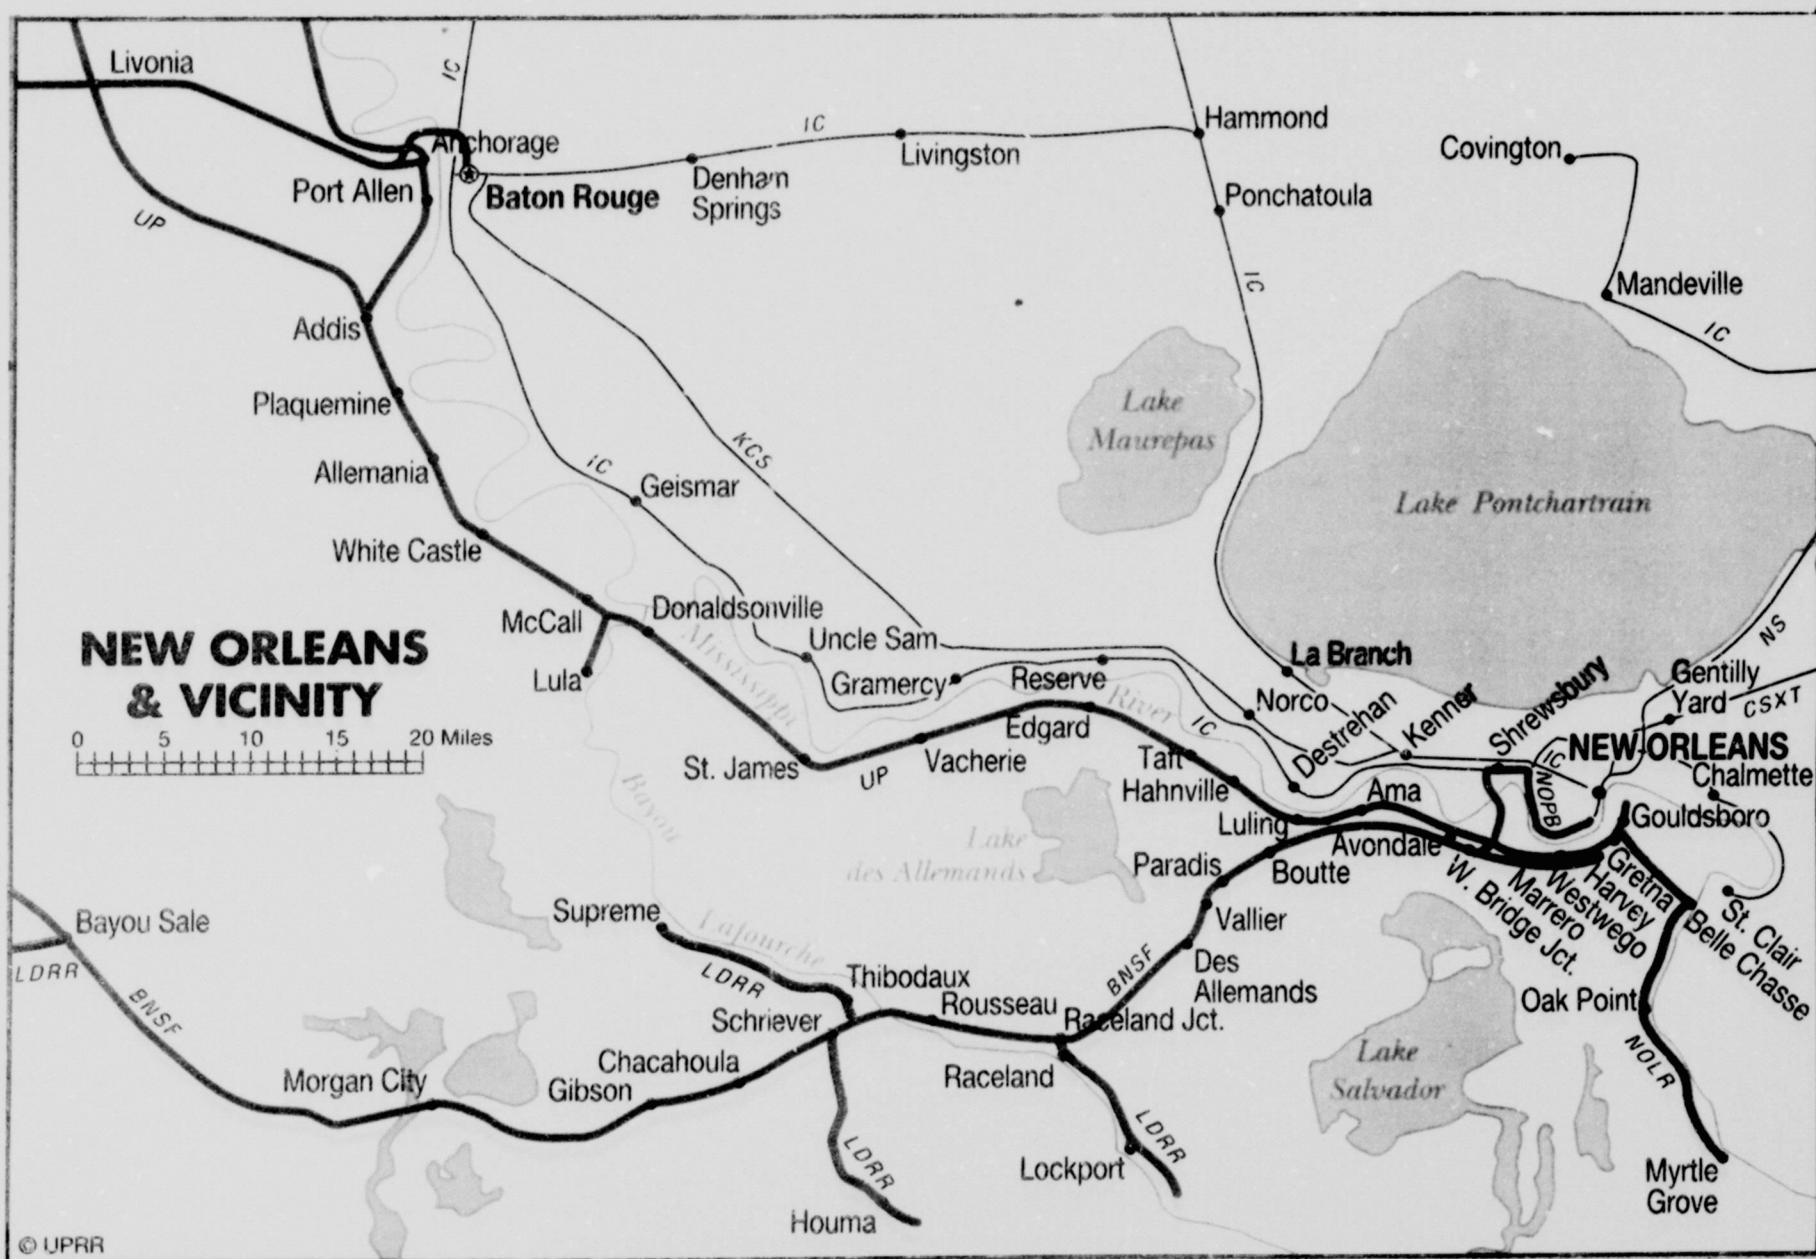 Livonia
IC
Anchorage
Port Allen
Baton Rouge
IC
Denham
Springs
Livingston
Hammond
Ponchatoula
IC
Covington
Mandeville
IC
UP
Addis
Plaquemine
Allemania
White Castle
McCall
Lula
Donaldsonville
IC
Geismar
KCS
Uncle Sam
Gramercy
Reserve
Lake
Maurepas
Lake Pontchartrain
NEW ORLEANS
& VICINITY
0 5 10 15 20 Miles
Mississippi
River
St. James
UP
Vacherie
Edgard
Taft
Hahnville
Luling
IC
La Branch
Norco
Destrehan
Kenner
Shrewsbury
IC
NOPB
NEW ORLEANS
Gentilly
Yard
NS
CSXT
Chalmette
Gouldsboro
Ama
Avondale
Boutte
Paradis
Vallier
Des
Allemands
BNSF
W. Bridge Jct.
Marrero
Westwego
Harvey
Gretna
Belle Chasse
St. Clair
Oak Point
NOLR
Myrtle
Grove
Lake
des Allemands
Lake
Salvador
Bayou
Lafourche
Supreme
LDRR
Thibodaux
Schriever
Rousseau
Raceland Jct.
Raceland
LDRR
Lockport
Chacahoula
Gibson
LDRR
Houma
Morgan City
BNSF
Bayou Sale
LDRR
© UPRR